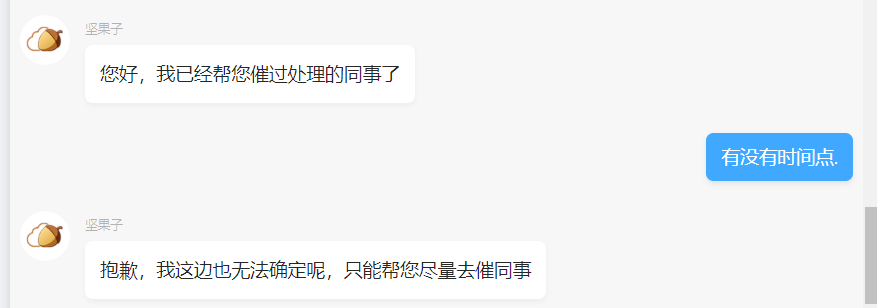 坚果子
您好，我已经帮您催过处理的同事了
有没有时间点.
坚果子
抱歉，我这边也无法确定呢，只能帮您尽量去催同事